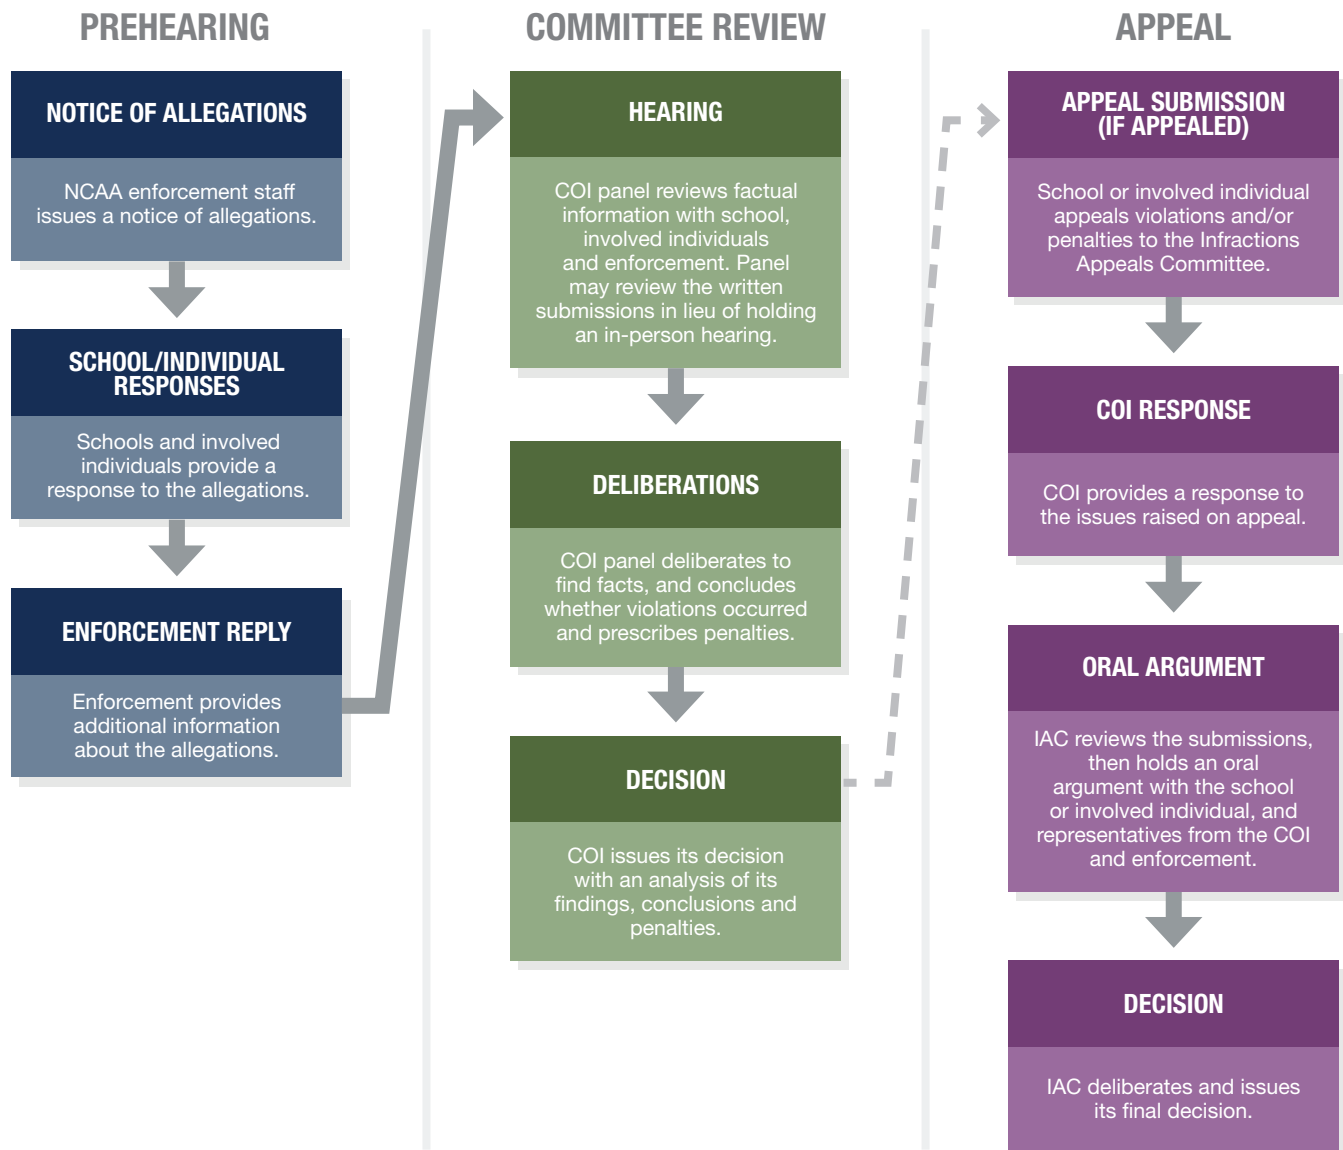 PREHEARING
NOTICE OF ALLEGATIONS
NCAA enforcement staff
issues a notice of allegations.
SCHOOL/INDIVIDUAL
RESPONSES
Schools and involved
individuals provide a
response to the allegations.
ENFORCEMENT REPLY
Enforcement provides
additional information
about the allegations.
COMMITTEE REVIEW
HEARING
COI panel reviews factual
information with school,
involved individuals
and enforcement. Panel
may review the written
submissions in lieu of holding
an in-person hearing.
DELIBERATIONS
COI panel deliberates to
find facts, and concludes
whether violations occurred
and prescribes penalties.
DECISION
COI issues its decision
with an analysis of its
findings, conclusions and
penalties.
APPEAL
APPEAL SUBMISSION
(IF APPEALED)
School or involved individual
appeals violations and/or
penalties to the Infractions
Appeals Committee.
COI RESPONSE
COI provides a response to
the issues raised on appeal.
ORAL ARGUMENT
IAC reviews the submissions,
then holds an oral
argument with the school
or involved individual, and
representatives from the COI
and enforcement.
DECISION
IAC deliberates and issues
its final decision.